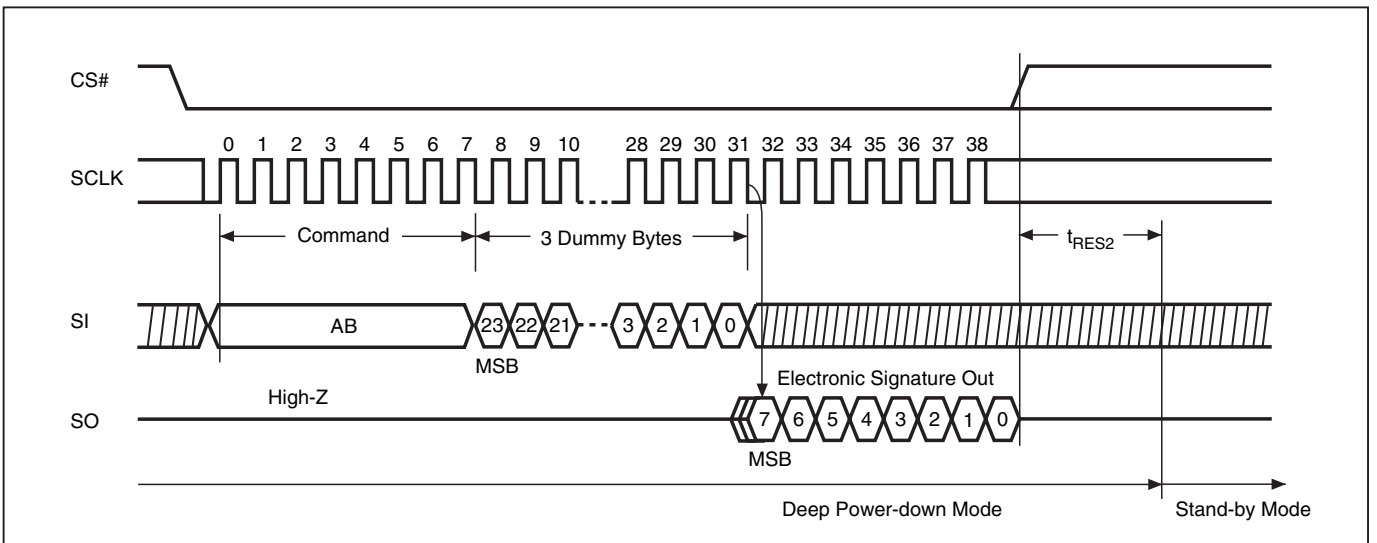 CS#
0 1 2 3 4 5 6 7 8 9 10 28 29 30 31 32 33 34 35 36 37 38
SCLK
Command 3 Dummy Bytes tRES2
SI AB 23 22 21 3 2 1 0
MSB
High-Z Electronic Signature Out
SO 7 6 5 4 3 2 1 0
MSB
Deep Power-down Mode Stand-by Mode